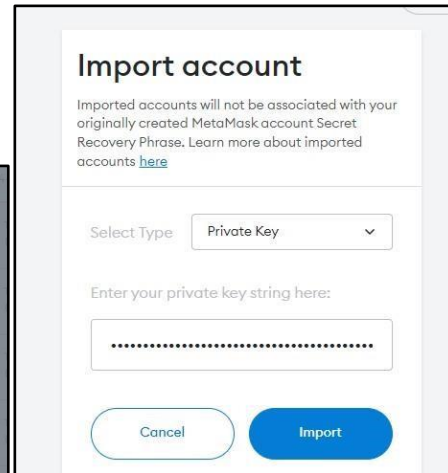 Import account
Imported accounts will not be associated with your
originally created MetaMask account Secret
Recovery Phrase. Learn more about imported
accounts here
Select Type
Private Key
Enter your private key string here:
Cancel
Import